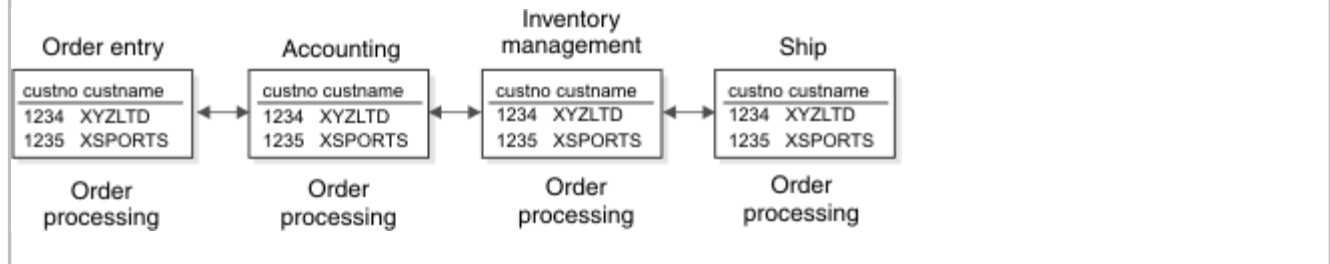 Order entry
custno custname
1234 XYZLTD
1235 XSPORTS
Order
processing
Accounting
custno custname
1234 XYZLTD
1235 XSPORTS
Order
processing
Inventory
management
custno custname
1234 XYZLTD
1235 XSPORTS
Order
processing
Ship
custno custname
1234 XYZLTD
1235 XSPORTS
Order
processing